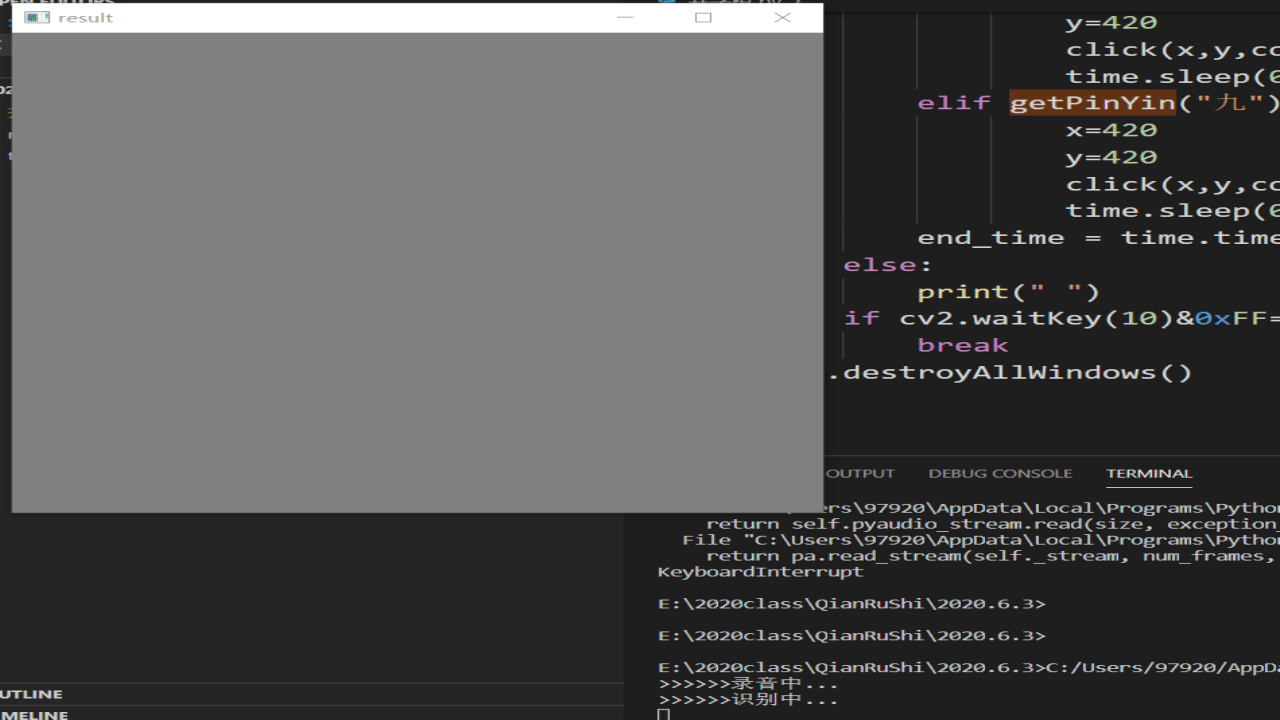 result
y=420
click(x,y,co
time.sleep(0
elif getPinYin("九")
x=420
y=420
click(x,y,co
time.sleep(0
end_time = time.time
else:
print(" ")
if cv2.waitKey(10)&0xFF=
break
.destroyAllWindows()
OUTPUT DEBUG CONSOLE TERMINAL
ers\97920\AppData\Local\Programs\Python
return self.pyaudio_stream.read(size, exception_
File "C:\Users\97920\AppData\Local\Programs\Python
return pa.read_stream(self._stream, num_frames,
KeyboardInterrupt
E:\2020class\QianRuShi\2020.6.3>
E:\2020class\QianRuShi\2020.6.3>
E:\2020class\QianRuShi\2020.6.3>C:/Users/97920/AppDa
>>>>>>录音中...
>>>>>>识别中...
UTLINE
MELINE